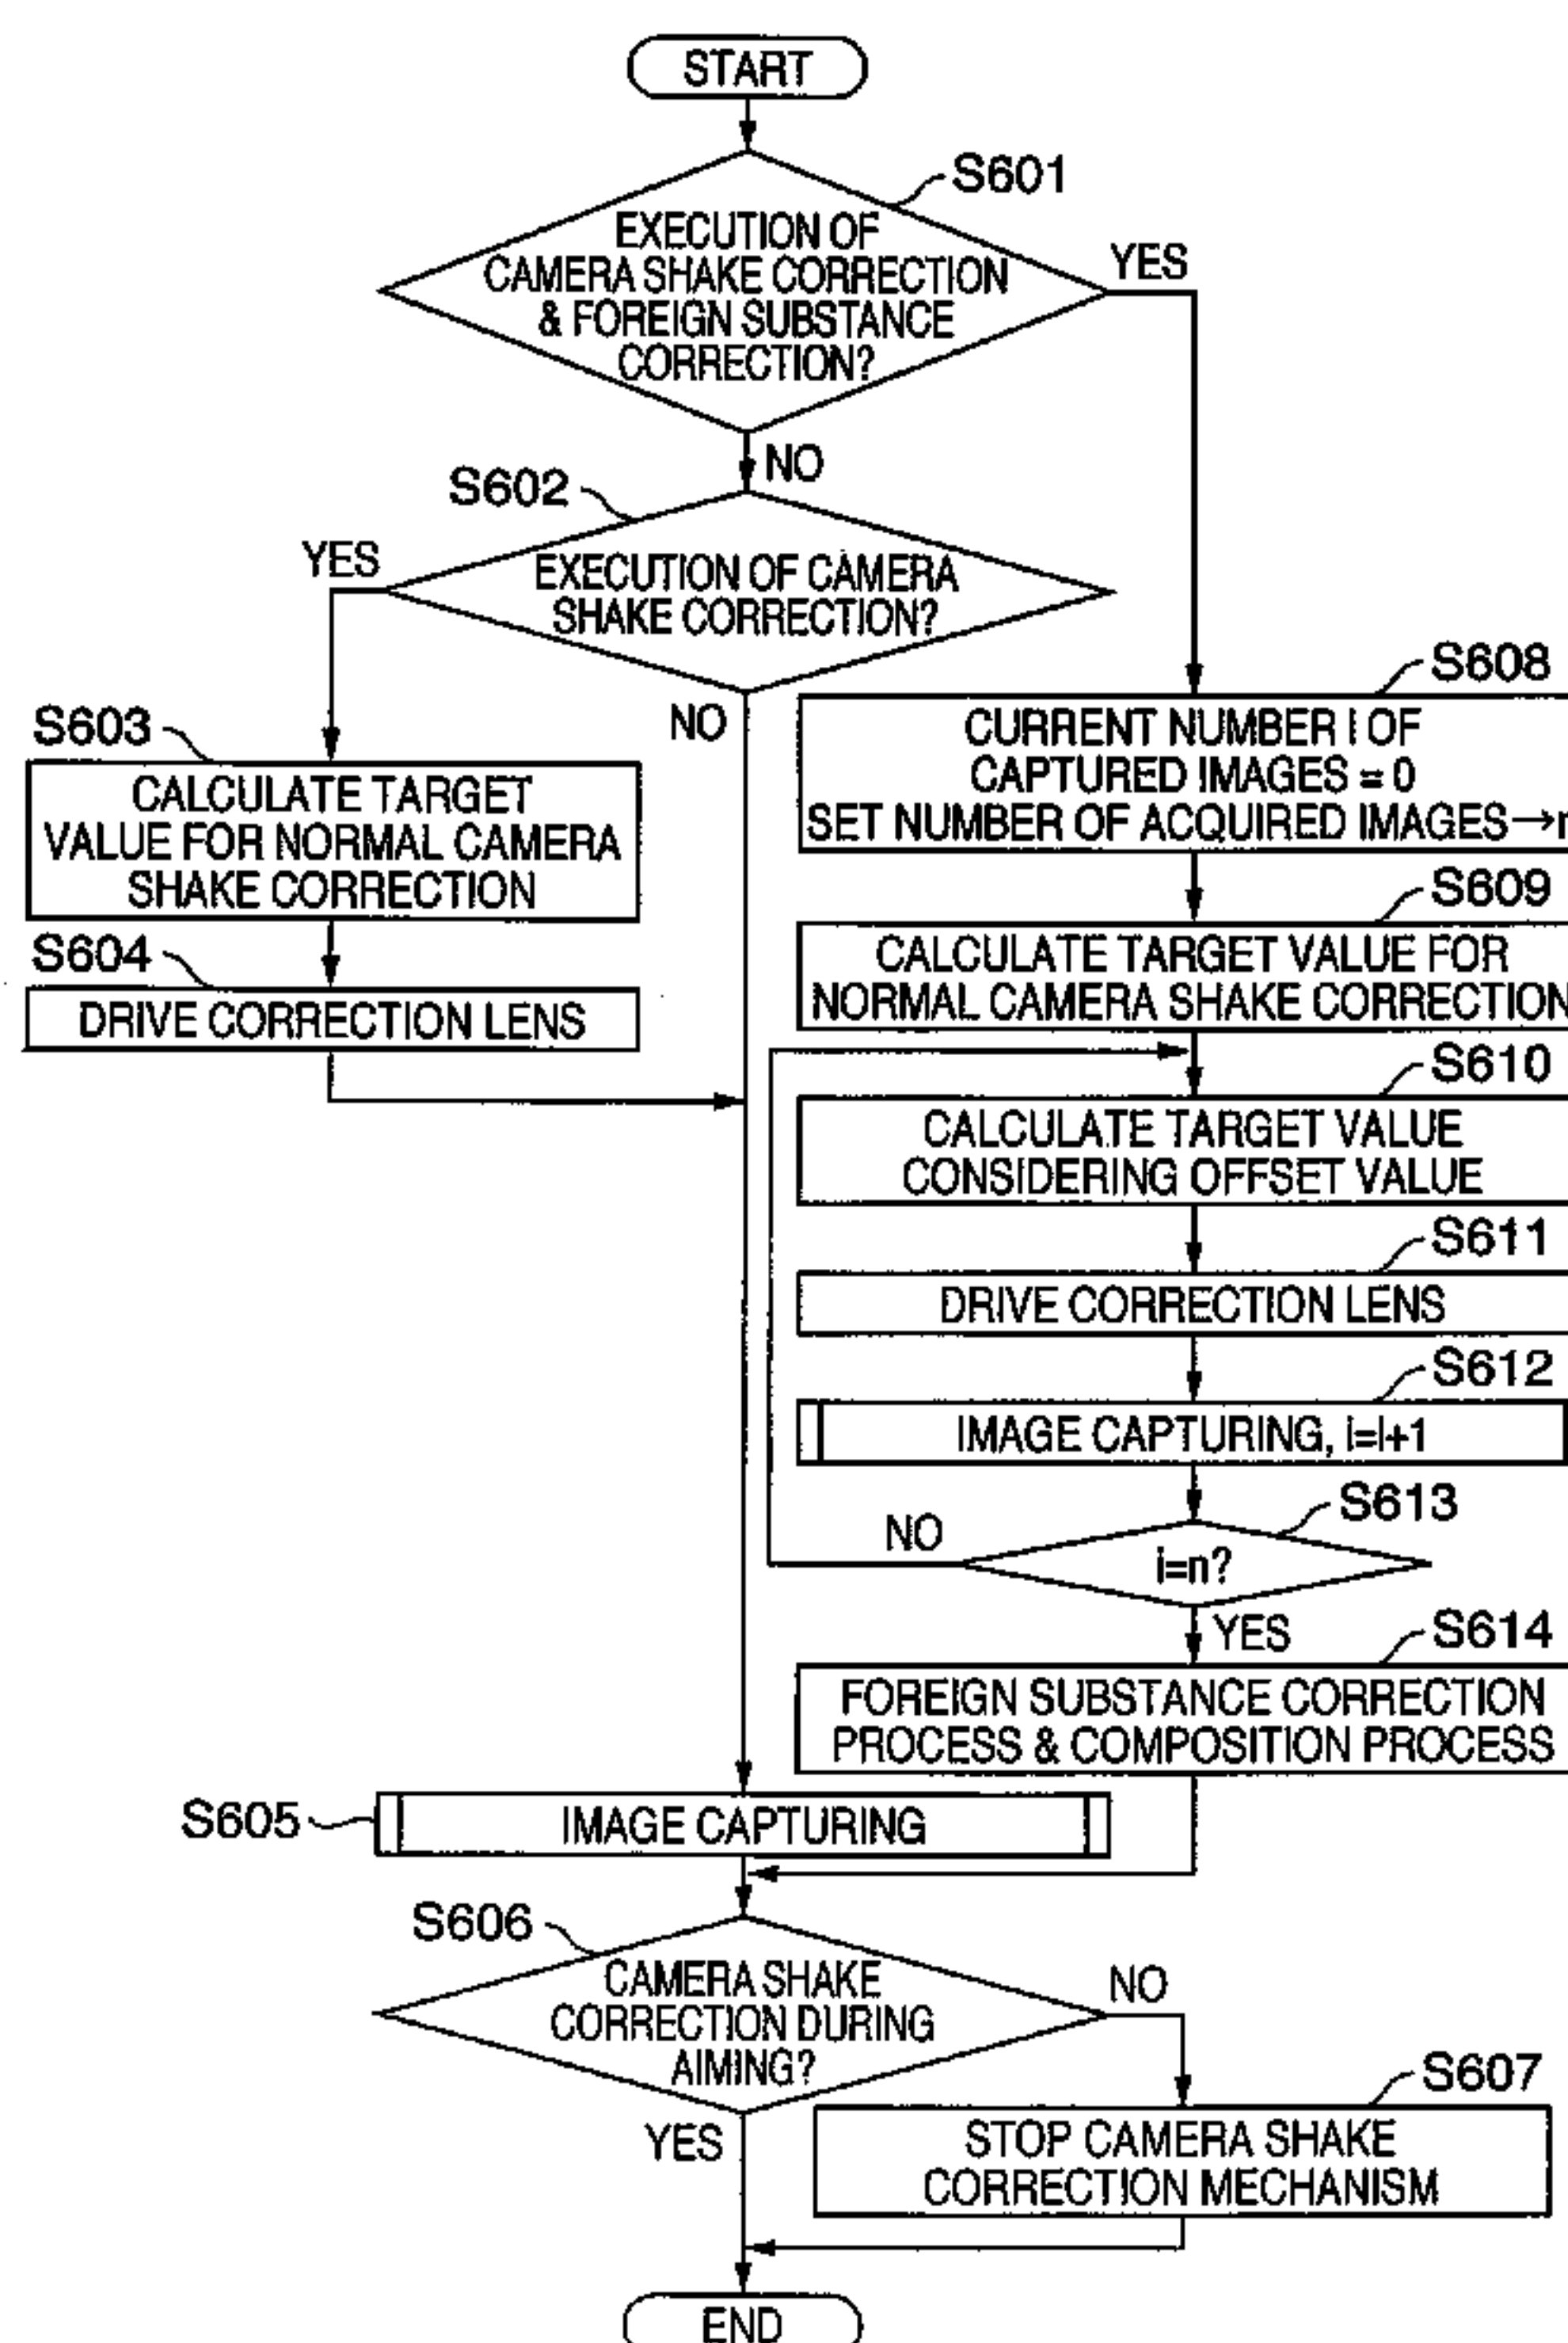 START
S601
EXECUTION OF
CAMERA SHAKE CORRECTION
& FOREIGN SUBSTANCE
CORRECTION?
YES
NO
S602
EXECUTION OF CAMERA
SHAKE CORRECTION?
YES
NO
S603
CALCULATE TARGET
VALUE FOR NORMAL CAMERA
SHAKE CORRECTION
S604
DRIVE CORRECTION LENS
S608
CURRENT NUMBER i OF
CAPTURED IMAGES = 0
SET NUMBER OF ACQUIRED IMAGES→
S609
CALCULATE TARGET VALUE FOR
NORMAL CAMERA SHAKE CORRECTION
S610
CALCULATE TARGET VALUE
CONSIDERING OFFSET VALUE
S611
DRIVE CORRECTION LENS
S612
IMAGE CAPTURING, i=i+1
S613
i=n?
NO
YES
S614
FOREIGN SUBSTANCE CORRECTION
PROCESS & COMPOSITION PROCESS
S605
IMAGE CAPTURING
S606
CAMERA SHAKE
CORRECTION DURING
AIMING?
NO
YES
S607
STOP CAMERA SHAKE
CORRECTION MECHANISM
END